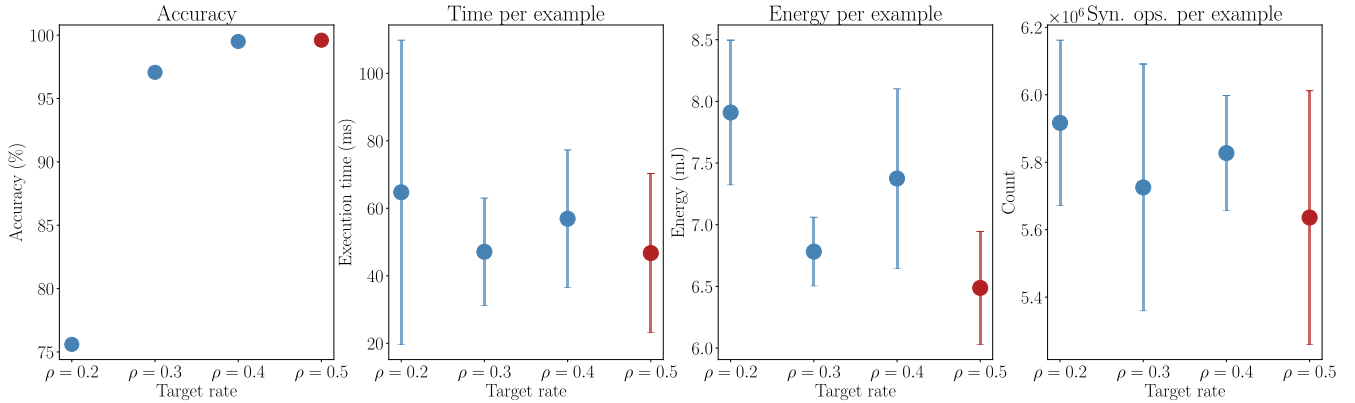 Accuracy
Accuracy (%)
100
95
90
85
80
75
ρ = 0.2
ρ = 0.3
ρ = 0.4
ρ = 0.5
Target rate
Time per example
Execution time (ms)
100
80
60
40
20
ρ = 0.2
ρ = 0.3
ρ = 0.4
ρ = 0.5
Target rate
Energy per example
Energy (mJ)
8.5
8.0
7.5
7.0
6.5
6.0
ρ = 0.2
ρ = 0.3
ρ = 0.4
ρ = 0.5
Target rate
×10⁶
Syn. ops. per example
Count
6.2
6.0
5.8
5.6
5.4
ρ = 0.2
ρ = 0.3
ρ = 0.4
ρ = 0.5
Target rate